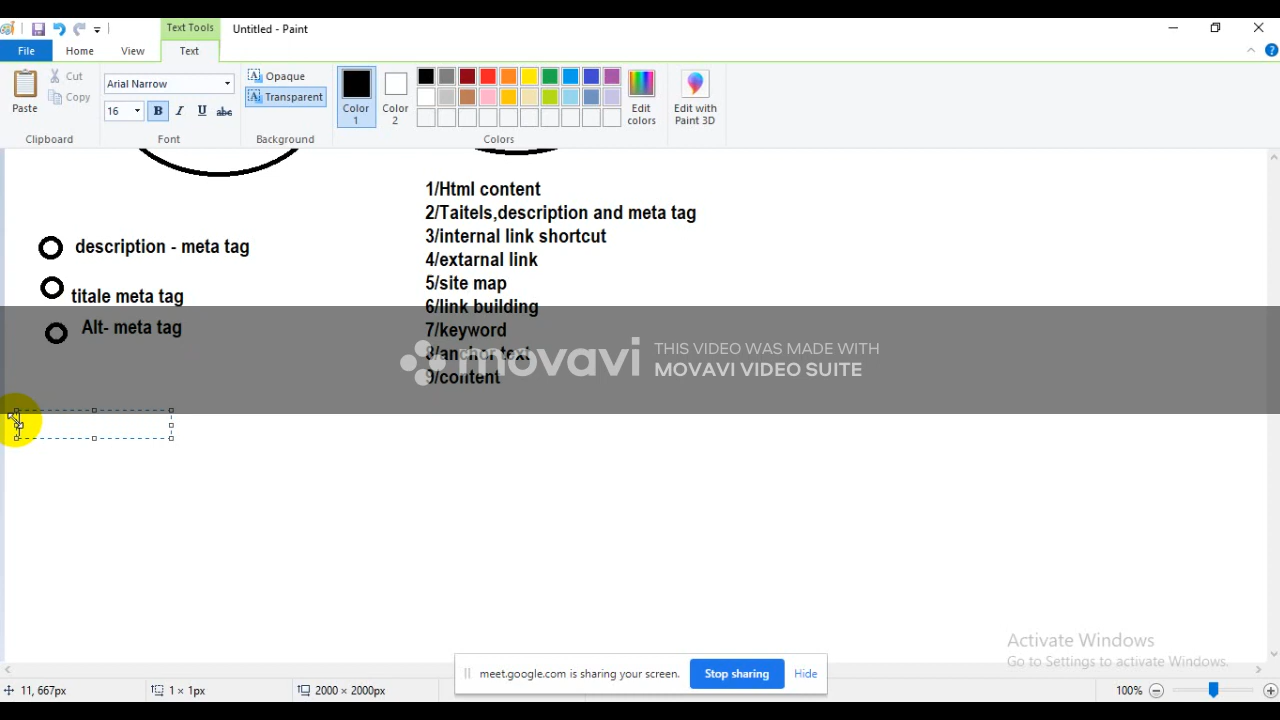 Text Tools
Untitled - Paint
File
Home
View
Text
Paste
Cut
Copy
Clipboard
Arial Narrow
16
B
I
U
abc
Font
Opaque
Transparent
Background
Color 1
Color 2
Edit colors
Colors
Edit with Paint 3D
description - meta tag
titale meta tag
Alt- meta tag
1/Html content
2/Taitels,description and meta tag
3/internal link shortcut
4/extarnal link
5/site map
6/link building
7/keyword
8/anchor text
9/content
movavi
THIS VIDEO WAS MADE WITH
MOVAVI VIDEO SUITE
Activate Windows
Go to Settings to activate Windows.
meet.google.com is sharing your screen.
Stop sharing
Hide
11, 667px
1 × 1px
2000 × 2000px
100%